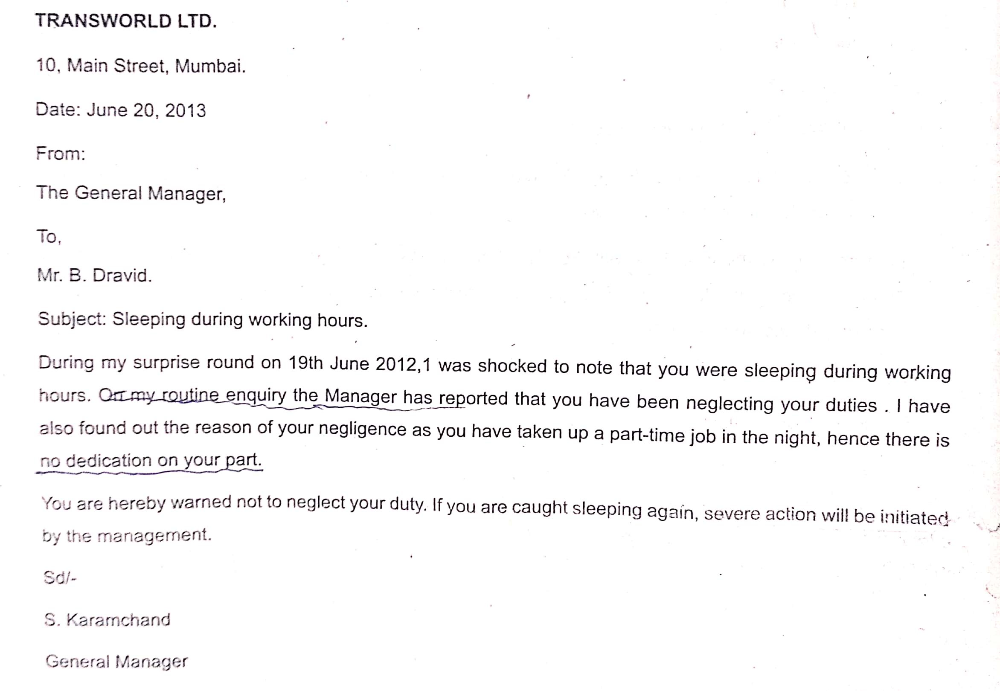 TRANSWORLD LTD.
10, Main Street, Mumbai.
Date: June 20, 2013
From:
The General Manager,
To,
Mr. B. Dravid.
Subject: Sleeping during working hours.
During my surprise round on 19th June 2012,1 was shocked to note that you were sleeping during working
hours. On my routine enquiry the Manager has reported that you have been neglecting your duties . I have
also found out the reason of your negligence as you have taken up a part-time job in the night, hence there is
no dedication on your part.
You are hereby warned not to neglect your duty. If you are caught sleeping again, severe action will be initiated
by the management.
Sd/-
S. Karamchand
General Manager